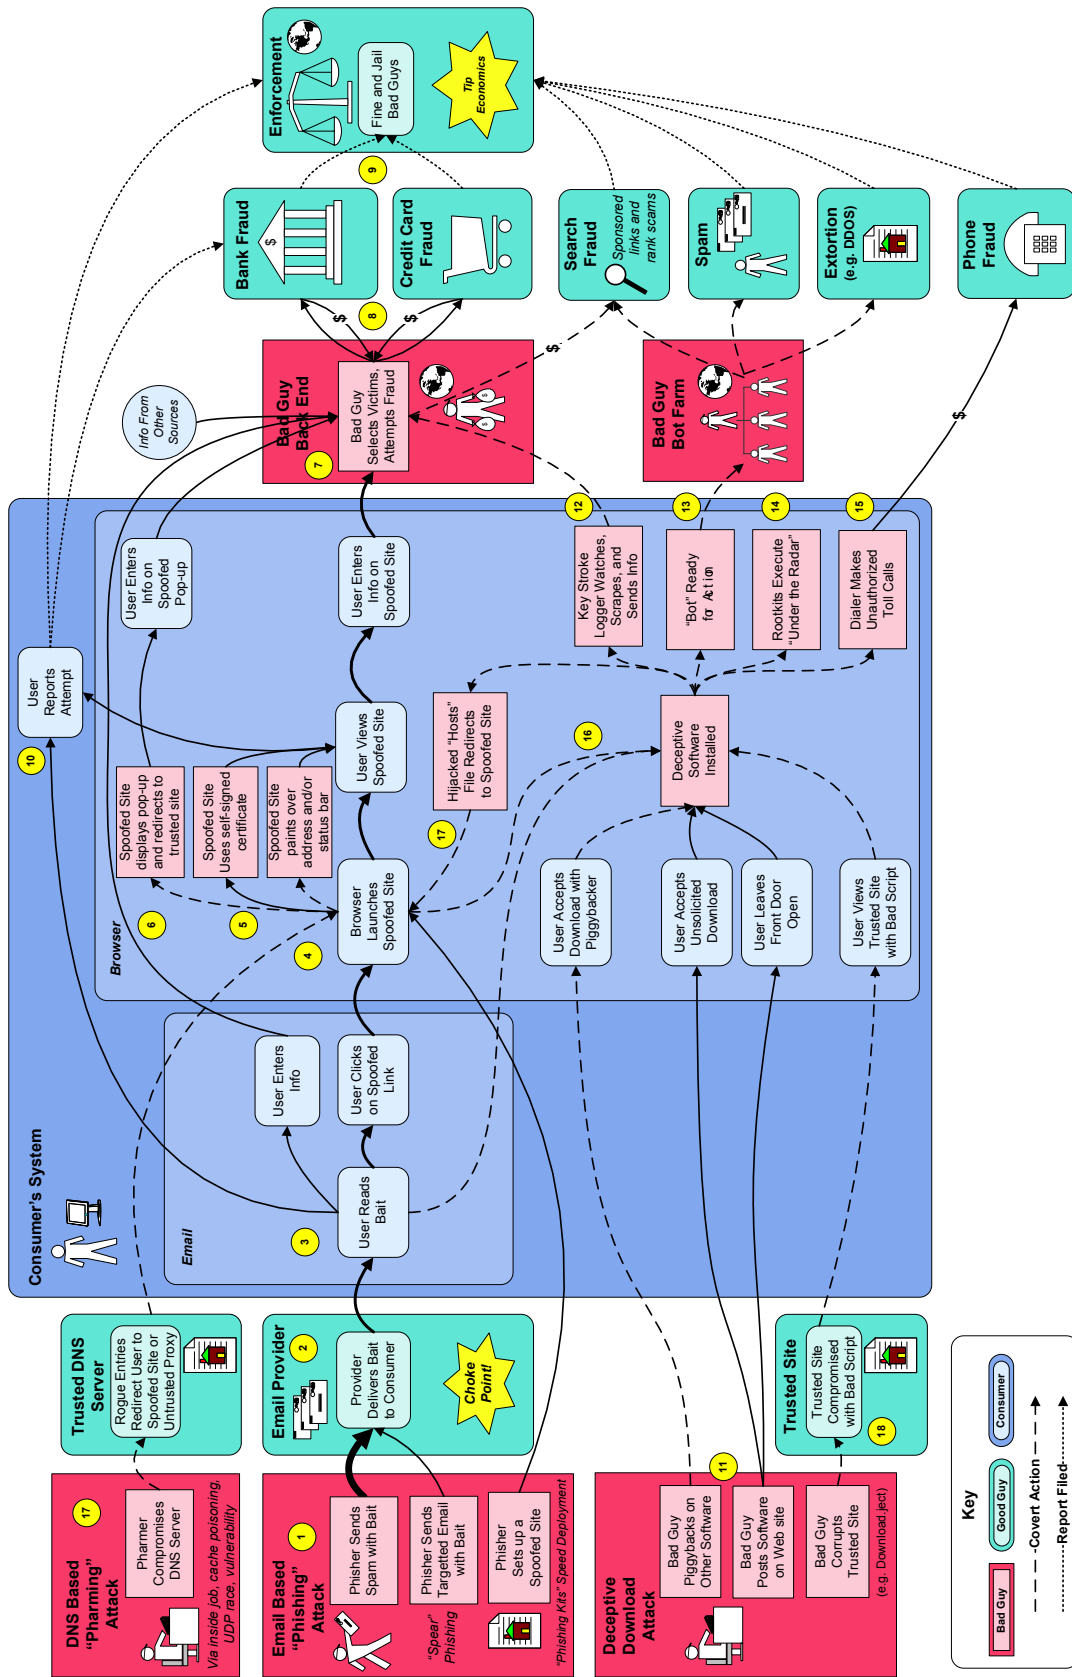 DNS Based
“Pharming”
Attack
17
Pharmer
Compromises
DNS Server
Via inside job, cache poisoning,
UDP race, vulnerability
Trusted DNS
Server
Rogue Entries
Redirect User to
Spoofed Site or
Untrusted Proxy
Email Based
“Phishing”
Attack
1
Phisher Sends
Spam with Bait
Phisher Sends
Targeted Email
with Bait
“Spear”
Phishing
Phisher
Sets up a
Spoofed Site
“Phishing Kits” Speed Deployment
Email Provider
2
Provider
Delivers Bait
to Consumer
Choke
Point!
Deceptive
Download
Attack
11
Bad Guy
Piggybacks on
Other Software
Bad Guy
Posts Software
on Web site
Bad Guy
Corrupts
Trusted Site
(e.g. Download.ject)
Trusted Site
Trusted Site
Compromised
with Bad Script
18
Consumer’s System
Email
3
User Reads
Bait
User Enters
Info
User Clicks
on Spoofed
Link
Browser
4
5
6
Browser
Launches
Spoofed Site
Spoofed Site
displays pop-up
and redirects to
trusted site
Spoofed Site
Uses self-signed
certificate
Spoofed Site
paints over
address and/or
status bar
10
User
Reports
Attempt
User Views
Spoofed Site
User Enters
Info on
Spoofed
Pop-up
User Enters
Info on
Spoofed Site
17
Hijacked “Hosts”
File Redirects
to Spoofed Site
16
User Accepts
Download with
Piggybacker
User Accepts
Unsolicited
Download
User Leaves
Front Door
Open
User Views
Trusted Site
with Bad Script
Deceptive
Software
Installed
12
Key Stroke
Logger Watches,
Scrapes, and
Sends Info
13
“Bot” Ready
for Action
14
Rootkits Execute
“Under the Radar”
15
Dialer Makes
Unauthorized
Toll Calls
Info From
Other
Sources
Bad Guy
Back End
7
Bad Guy
Selects Victims,
Attempts Fraud
$
$
8
$
$
$
Bad Guy
Bot Farm
$
Bank Fraud
$
9
Credit Card
Fraud
Search
Fraud
Sponsored
links and
rank scams
Spam
Extortion
(e.g. DDOS)
Phone
Fraud
Enforcement
Fine and Jail
Bad Guys
Tip
Economics
Key
Bad Guy
Good Guy
Consumer
Covert Action
Report Filed